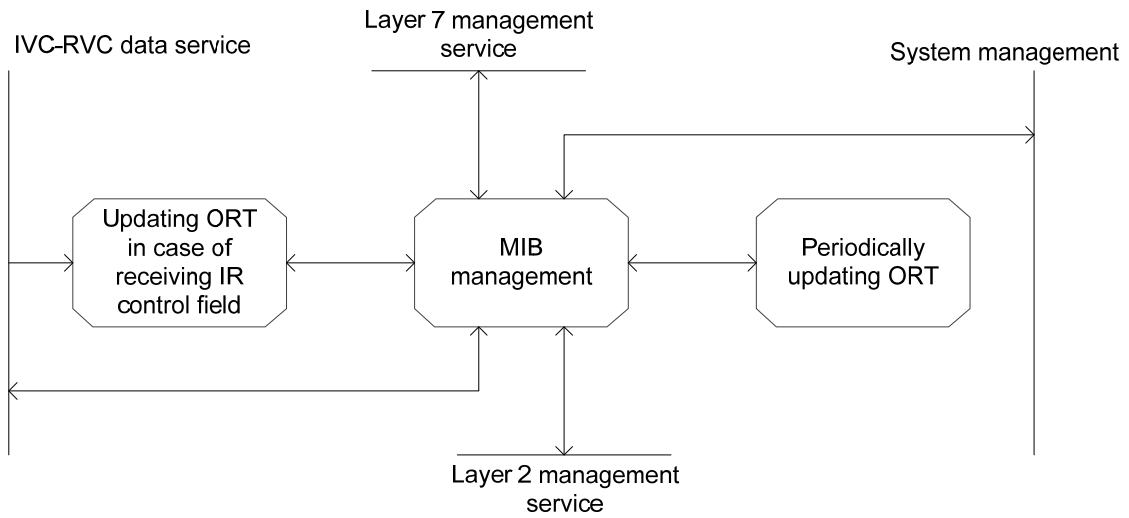 Layer 7 management
service
IVC-RVC data service
System management
Updating ORT
in case of
receiving IR
control field
MIB
management
Periodically
updating ORT
Layer 2 management
service